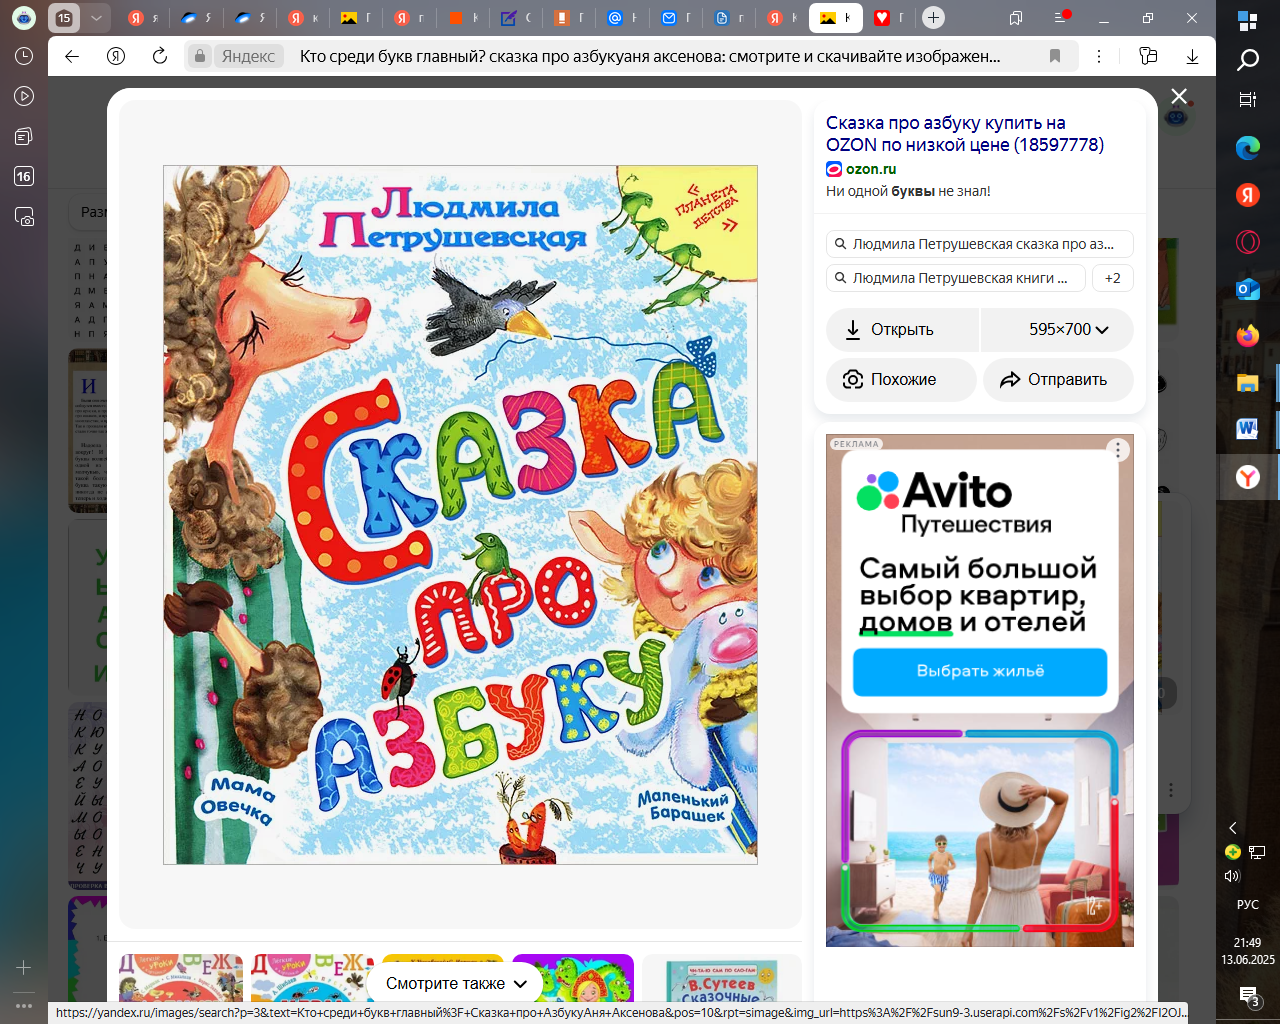 15
Яндекс
Кто среди букв главный? сказка про азбукуаня аксенова: смотрите и скачивайте изображен...
16
Сказка про азбуку купить на
OZON по низкой цене (18597778)
ozon.ru
Ни одной буквы не знал!
Людмила Петрушевская сказка про аз...
Людмила Петрушевская книги ...
+2
Открыть
595×700
Похожие
Отправить
Людмила
Петрушевская
«Планета
детства»
Сказка
про
азбуку
Мама
Овечка
Маленький
Барашек
РЕКЛАМА
Avito
Путешествия
Самый большой
выбор квартир,
домов и отелей
Выбрать жильё
12+
Смотрите также
В.Сутеев
Сказочные
РУС
21:49
13.06.2025
3
https://yandex.ru/images/search?p=3&text=Кто+среди+букв+главный%3F+Сказка+про+АзбукуАня+Аксенова&pos=10&rpt=simage&img_url=https%3A%2F%2Fsun9-3.userapi.com%2Fs%2Fv1%2Fig2%2FI2OJ...